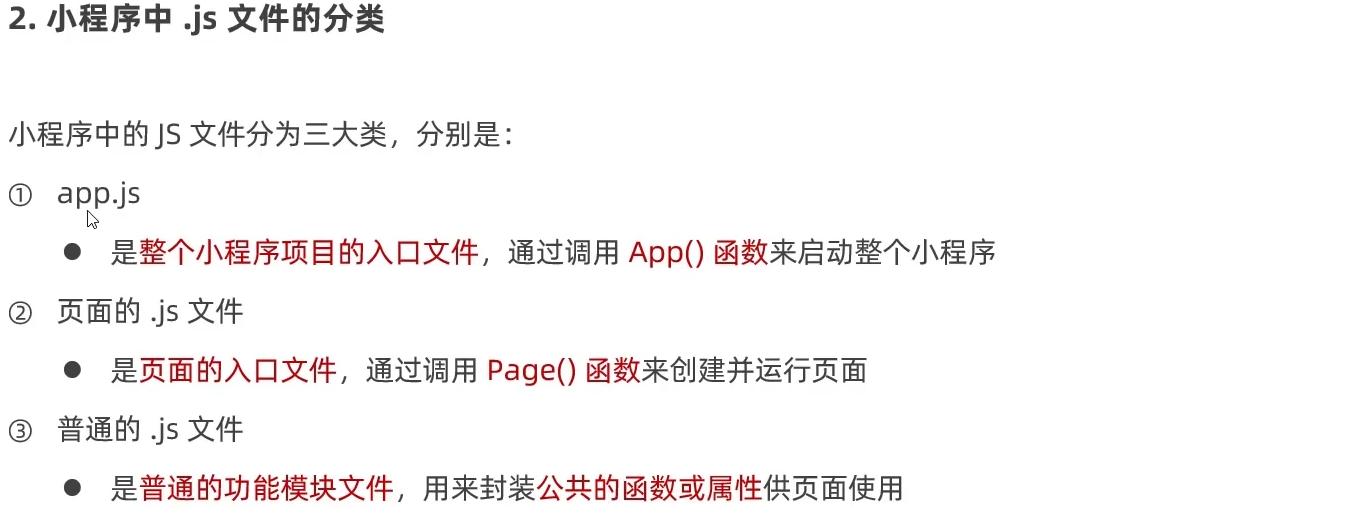 2. 小程序中 .js 文件的分类
小程序中的 JS 文件分为三大类，分别是：
① app.js
● 是整个小程序项目的入口文件，通过调用 App() 函数来启动整个小程序
② 页面的 .js 文件
● 是页面的入口文件，通过调用 Page() 函数来创建并运行页面
③ 普通的 .js 文件
● 是普通的功能模块文件，用来封装公共的函数或属性供页面使用